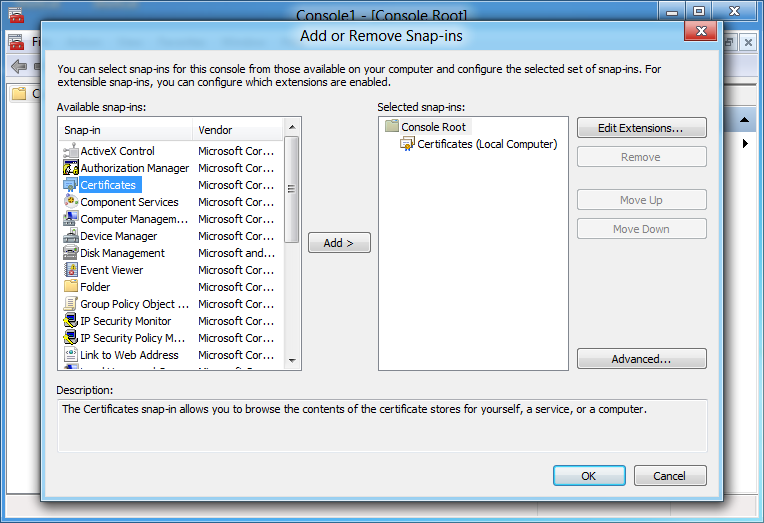 Console1 - [Console Root]
Add or Remove Snap-ins
You can select snap-ins for this console from those available on your computer and configure the selected set of snap-ins. For
extensible snap-ins, you can configure which extensions are enabled.
Available snap-ins:
Selected snap-ins:
Snap-in Vendor
ActiveX Control Microsoft Cor...
Authorization Manager Microsoft Cor...
Certificates Microsoft Cor...
Component Services Microsoft Cor...
Computer Managem... Microsoft Cor...
Device Manager Microsoft Cor...
Disk Management Microsoft and...
Event Viewer Microsoft Cor...
Folder Microsoft Cor...
Group Policy Object ... Microsoft Cor...
IP Security Monitor Microsoft Cor...
IP Security Policy M... Microsoft Cor...
Link to Web Address Microsoft Cor...
Add >
Console Root
Certificates (Local Computer)
Edit Extensions...
Remove
Move Up
Move Down
Advanced...
Description:
The Certificates snap-in allows you to browse the contents of the certificate stores for yourself, a service, or a computer.
OK
Cancel